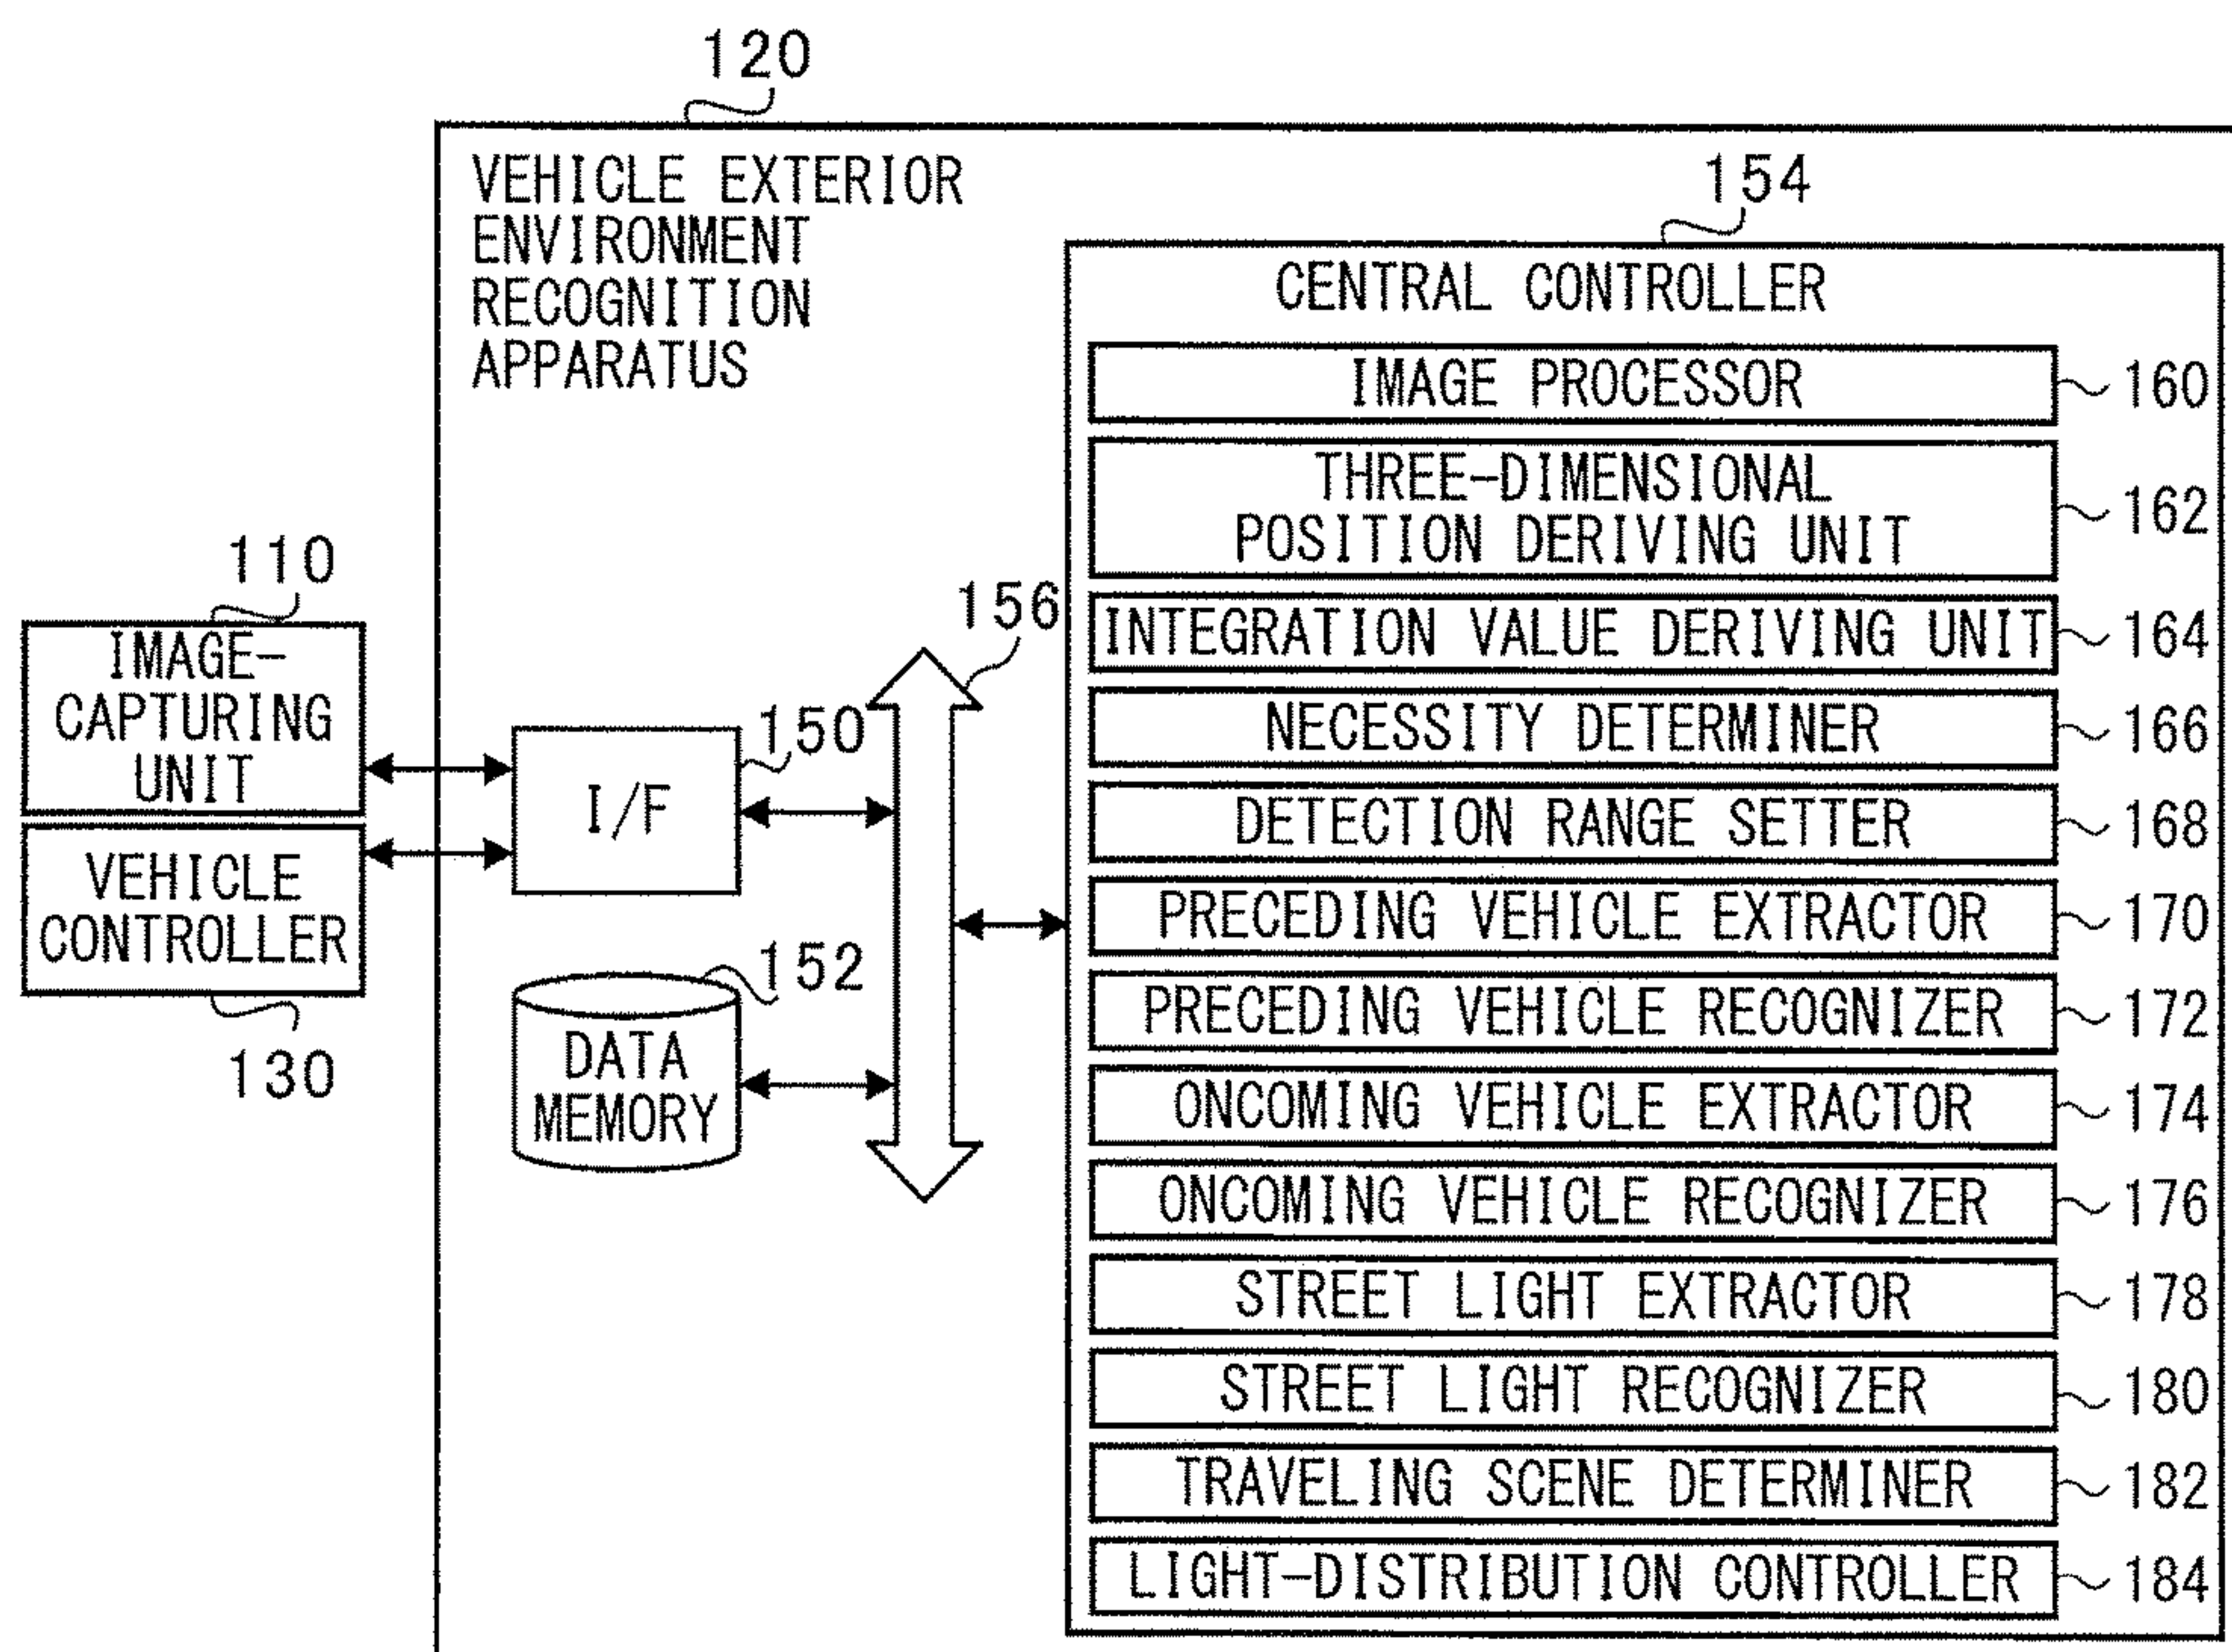 120
VEHICLE EXTERIOR
ENVIRONMENT
RECOGNITION
APPARATUS
154
CENTRAL CONTROLLER
IMAGE PROCESSOR
160
THREE-DIMENSIONAL
POSITION DERIVING UNIT
162
INTEGRATION VALUE DERIVING UNIT
164
NECESSITY DETERMINER
166
DETECTION RANGE SETTER
168
PRECEDING VEHICLE EXTRACTOR
170
PRECEDING VEHICLE RECOGNIZER
172
ONCOMING VEHICLE EXTRACTOR
174
ONCOMING VEHICLE RECOGNIZER
176
STREET LIGHT EXTRACTOR
178
STREET LIGHT RECOGNIZER
180
TRAVELING SCENE DETERMINER
182
LIGHT-DISTRIBUTION CONTROLLER
184
110
IMAGE-
CAPTURING
UNIT
VEHICLE
CONTROLLER
130
150
I/F
152
DATA
MEMORY
156